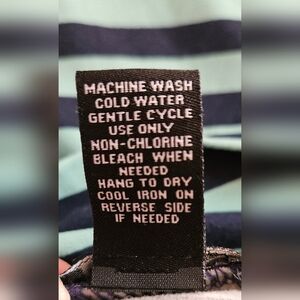 MACHINE WASH
COLD WATER
GENTLE CYCLE
USE ONLY
NON-CHLORINE
BLEACH WHEN
NEEDED
HANG TO DRY
COOL IRON ON
REVERSE SIDE
IF NEEDED